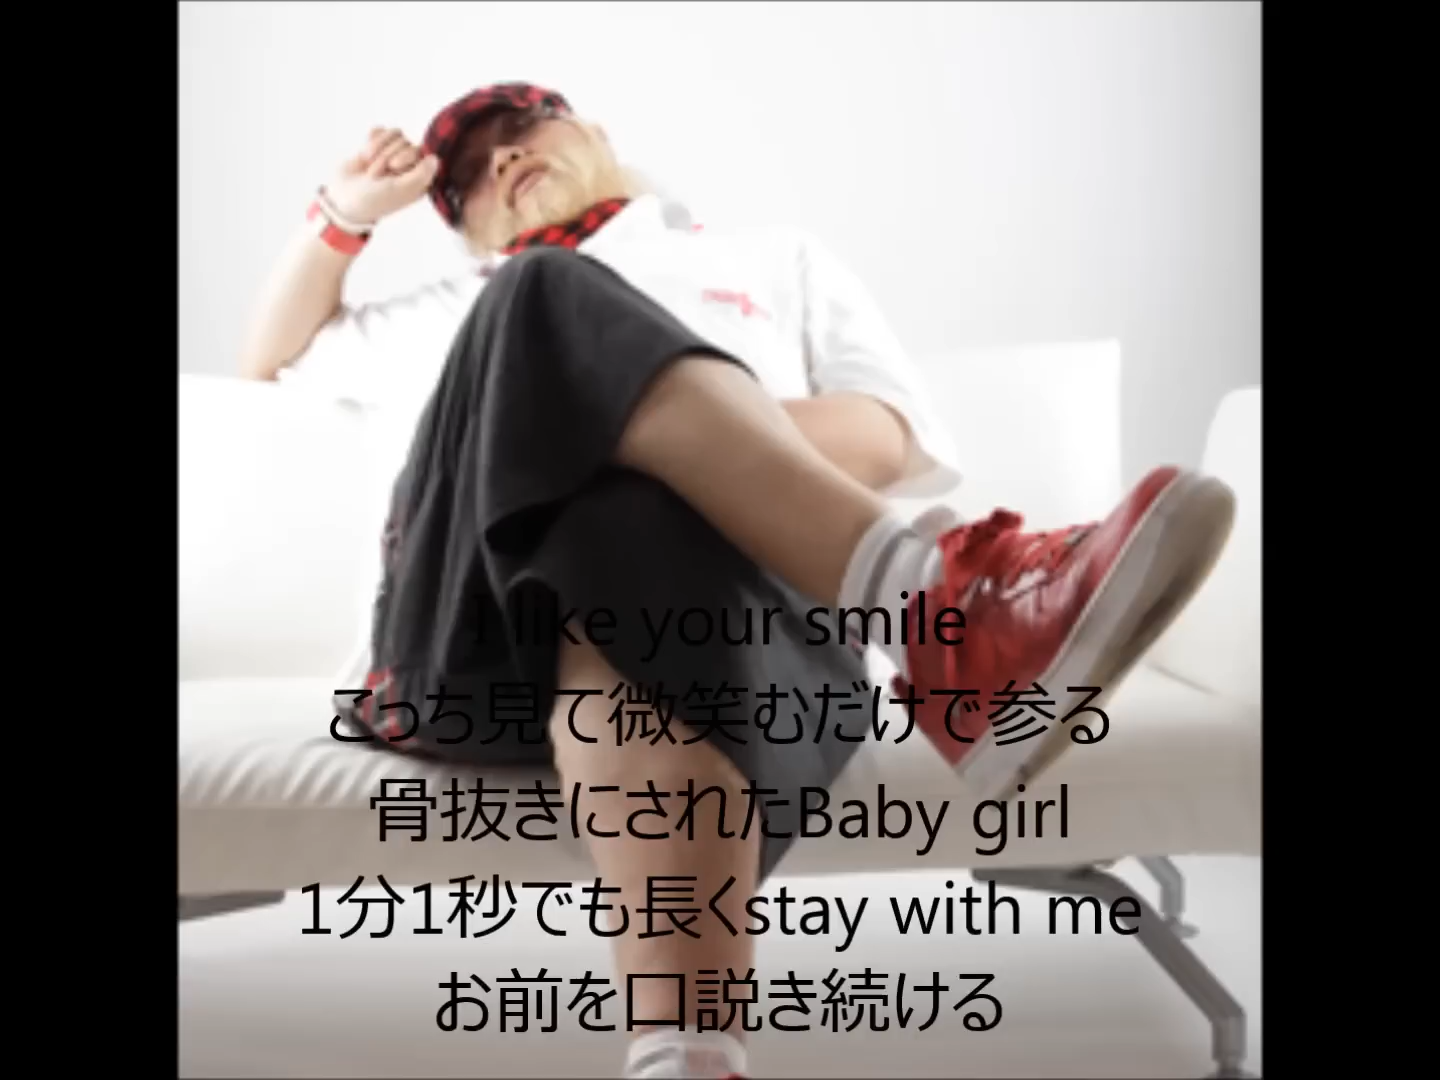 I like your smile
こっち見て微笑むだけで参る
骨抜きにされたBaby girl
1分1秒でも長くstay with me
お前を口説き続ける